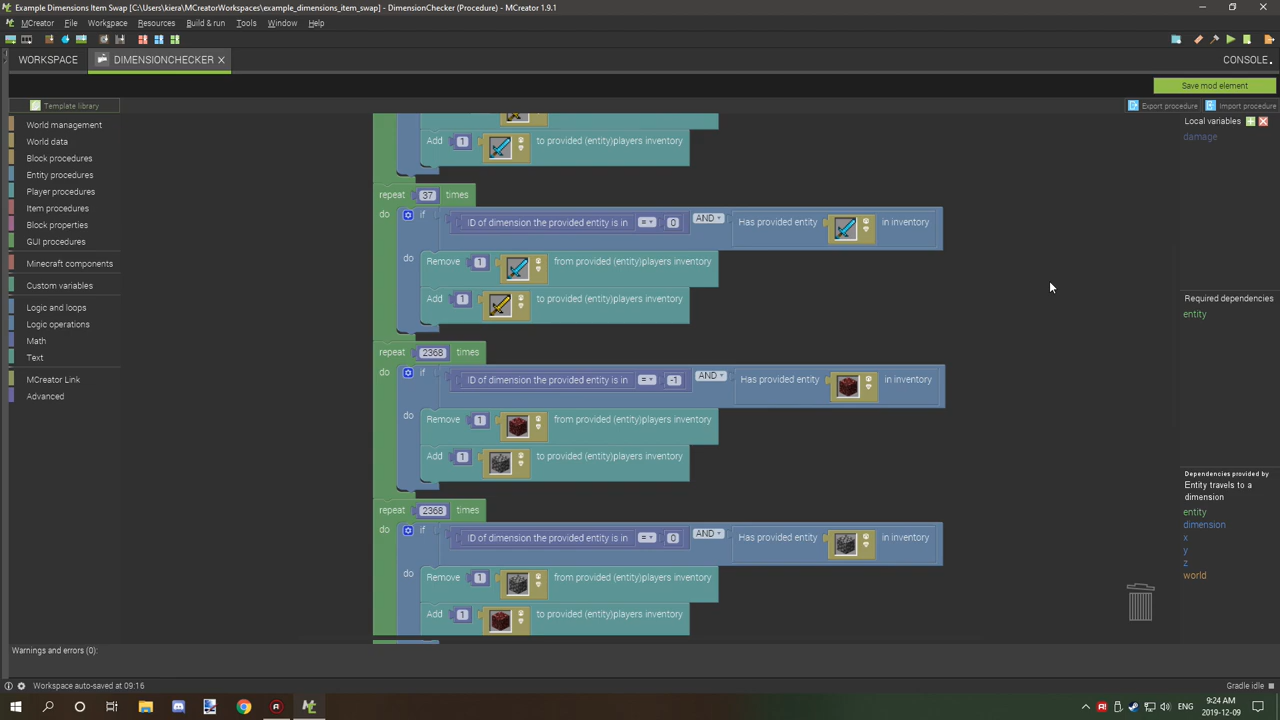 Example Dimensions Item Swap [C:\Users\kiera\MCreatorWorkspaces\example_dimensions_item_swap] - DimensionChecker (Procedure) - MCreator 1.9.1
MCreator File Workspace Resources Build & run Tools Window Help
WORKSPACE DIMENSIONCHECKER CONSOLE
Save mod element
Template library Export procedure Import procedure
World management
World data
Block procedures
Entity procedures
Player procedures
Item procedures
Block properties
GUI procedures
Minecraft components
Custom variables
Logic and loops
Logic operations
Math
Text
MCreator Link
Advanced
Add 1 to provided (entity)players inventory
repeat 37 times
do if ID of dimension the provided entity is in = 0 AND Has provided entity in inventory
do Remove 1 from provided (entity)players inventory
Add 1 to provided (entity)players inventory
repeat 2368 times
do if ID of dimension the provided entity is in = -1 AND Has provided entity in inventory
do Remove 1 from provided (entity)players inventory
Add 1 to provided (entity)players inventory
repeat 2368 times
do if ID of dimension the provided entity is in = 0 AND Has provided entity in inventory
do Remove 1 from provided (entity)players inventory
Add 1 to provided (entity)players inventory
Local variables
damage
Required dependencies
entity
Dependencies provided by
Entity travels to a
dimension
entity
dimension
x
y
z
world
Warnings and errors (0):
Workspace auto-saved at 09:16 Gradle idle
ENG
9:24 AM
2019-12-09